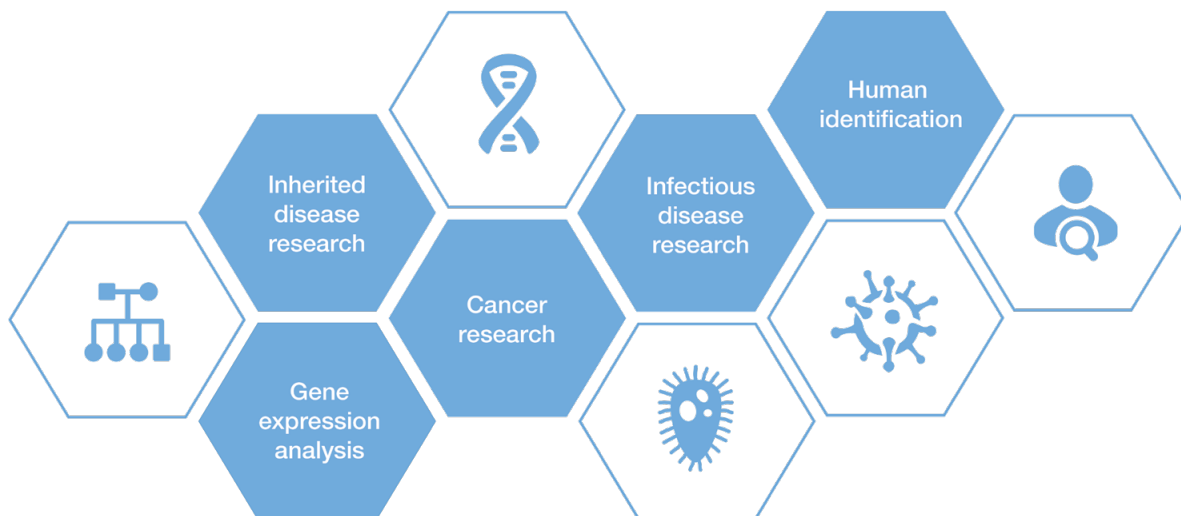 Human
identification
Inherited
disease
research
Infectious
disease
research
Cancer
research
Gene
expression
analysis